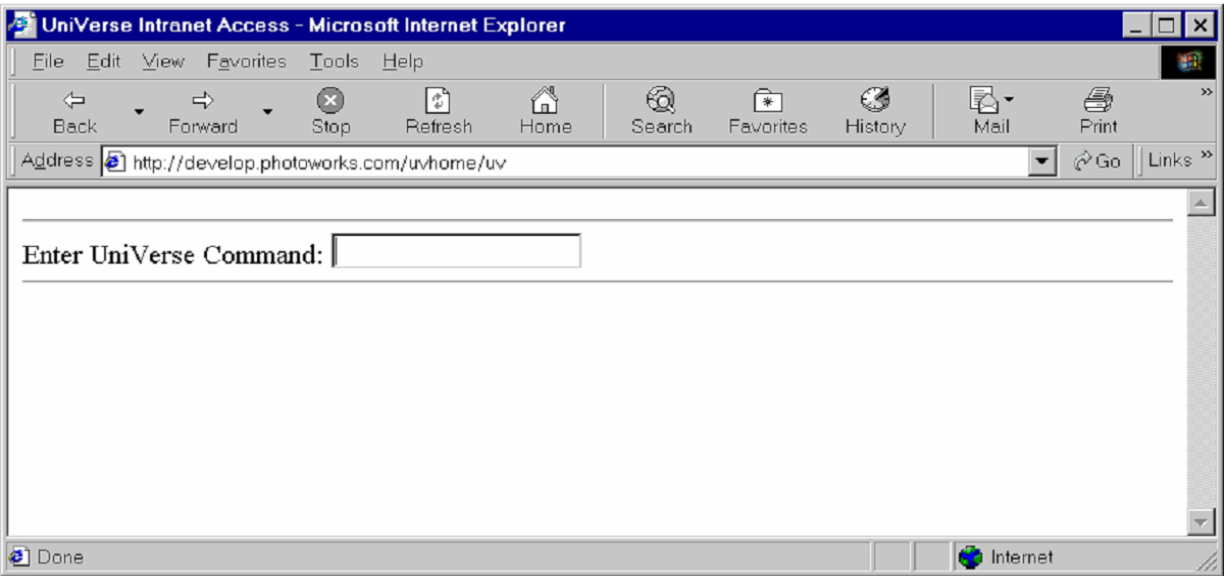 UniVerse Intranet Access - Microsoft Internet Explorer
File Edit View Favorites Tools Help
Back Forward Stop Refresh Home Search Favorites History Mail Print »
Address http://develop.photoworks.com/uvhome/uv Go Links »
Enter UniVerse Command:
Done Internet